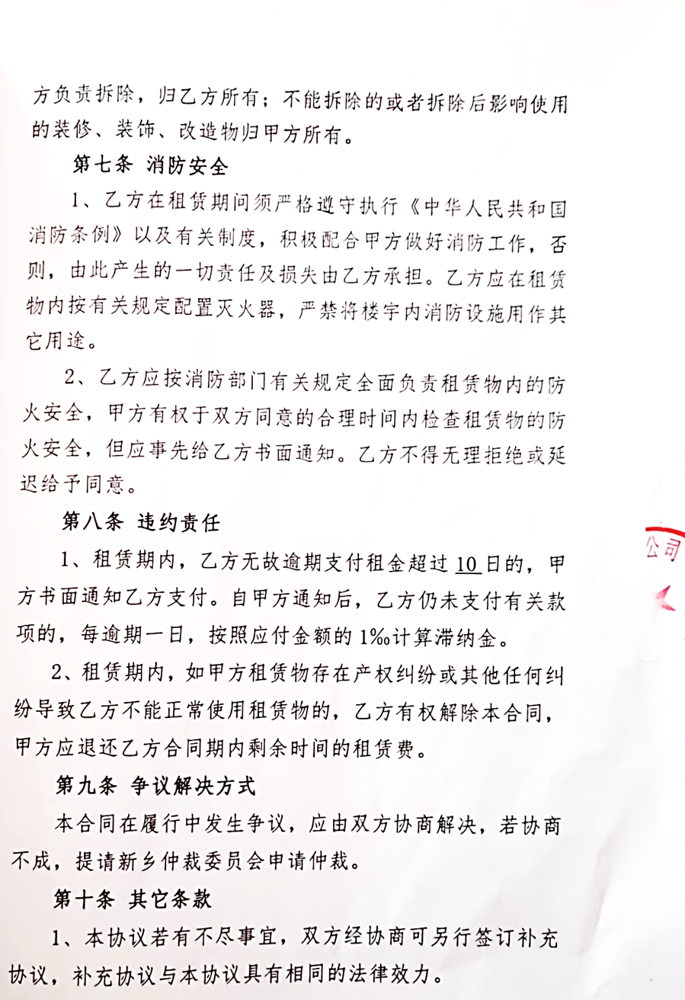 方负责拆除，归乙方所有；不能拆除的或者拆除后影响使用
的装修、装饰、改造物归甲方所有。
第七条 消防安全
1、乙方在租赁期间须严格遵守执行《中华人民共和国
消防条例》以及有关制度，积极配合甲方做好消防工作，否
则，由此产生的一切责任及损失由乙方承担。乙方应在租赁
物内按有关规定配置灭火器，严禁将楼宇内消防设施用作其
它用途。
2、乙方应按消防部门有关规定全面负责租赁物内的防
火安全，甲方有权于双方同意的合理时间内检查租赁物的防
火安全，但应事先给乙方书面通知。乙方不得无理拒绝或延
迟给予同意。
第八条 违约责任
1、租赁期内，乙方无故逾期支付租金超过 10 日的，甲
方书面通知乙方支付。自甲方通知后，乙方仍未支付有关款
项的，每逾期一日，按照应付金额的 1‰计算滞纳金。
2、租赁期内，如甲方租赁物存在产权纠纷或其他任何纠
纷导致乙方不能正常使用租赁物的，乙方有权解除本合同，
甲方应退还乙方合同期内剩余时间的租赁费。
第九条 争议解决方式
本合同在履行中发生争议，应由双方协商解决，若协商
不成，提请新乡仲裁委员会申请仲裁。
第十条 其它条款
1、本协议若有不尽事宜，双方经协商可另行签订补充
协议，补充协议与本协议具有相同的法律效力。
公司